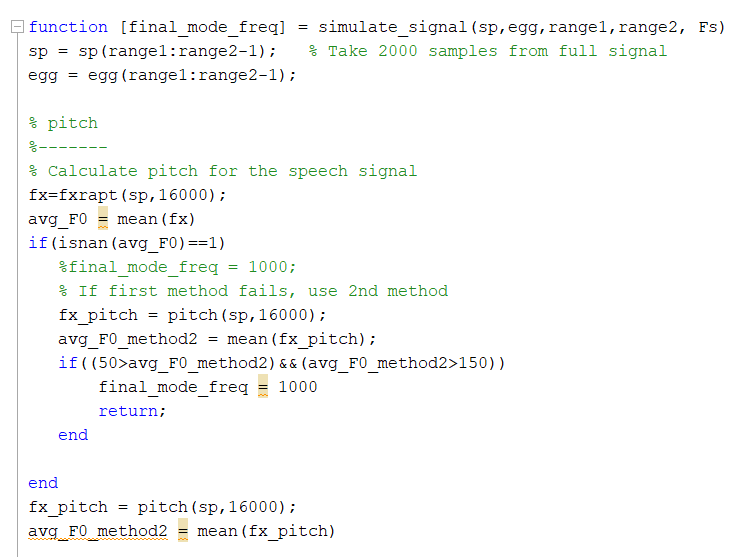 function [final_mode_freq] = simulate_signal(sp,egg,range1,range2, Fs)
sp = sp(range1:range2-1);   % Take 2000 samples from full signal
egg = egg(range1:range2-1);
% pitch
%-------
% Calculate pitch for the speech signal
fx=fxrapt(sp,16000);
avg_F0 = mean(fx)
if(isnan(avg_F0)==1)
   %final_mode_freq = 1000;
   % If first method fails, use 2nd method
   fx_pitch = pitch(sp,16000);
   avg_F0_method2 = mean(fx_pitch);
   if((50>avg_F0_method2)&&(avg_F0_method2>150))
       final_mode_freq = 1000
       return;
   end
end
fx_pitch = pitch(sp,16000);
avg_F0_method2 = mean(fx_pitch)